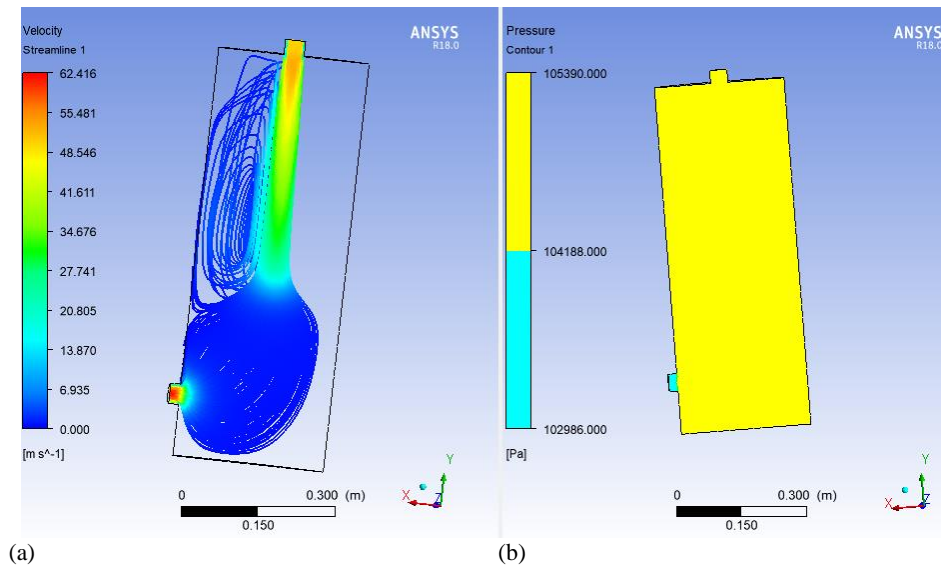 Velocity
Streamline 1
62.416
55.481
48.546
41.611
34.676
27.741
20.805
13.870
6.935
0.000
[m s^-1]
ANSYS
R18.0
0 0.300 (m)
0.150
Y
X Z
Pressure
Contour 1
105390.000
104188.000
102986.000
[Pa]
ANSYS
R18.0
0 0.300 (m)
0.150
Y
X Z
(a) (b)